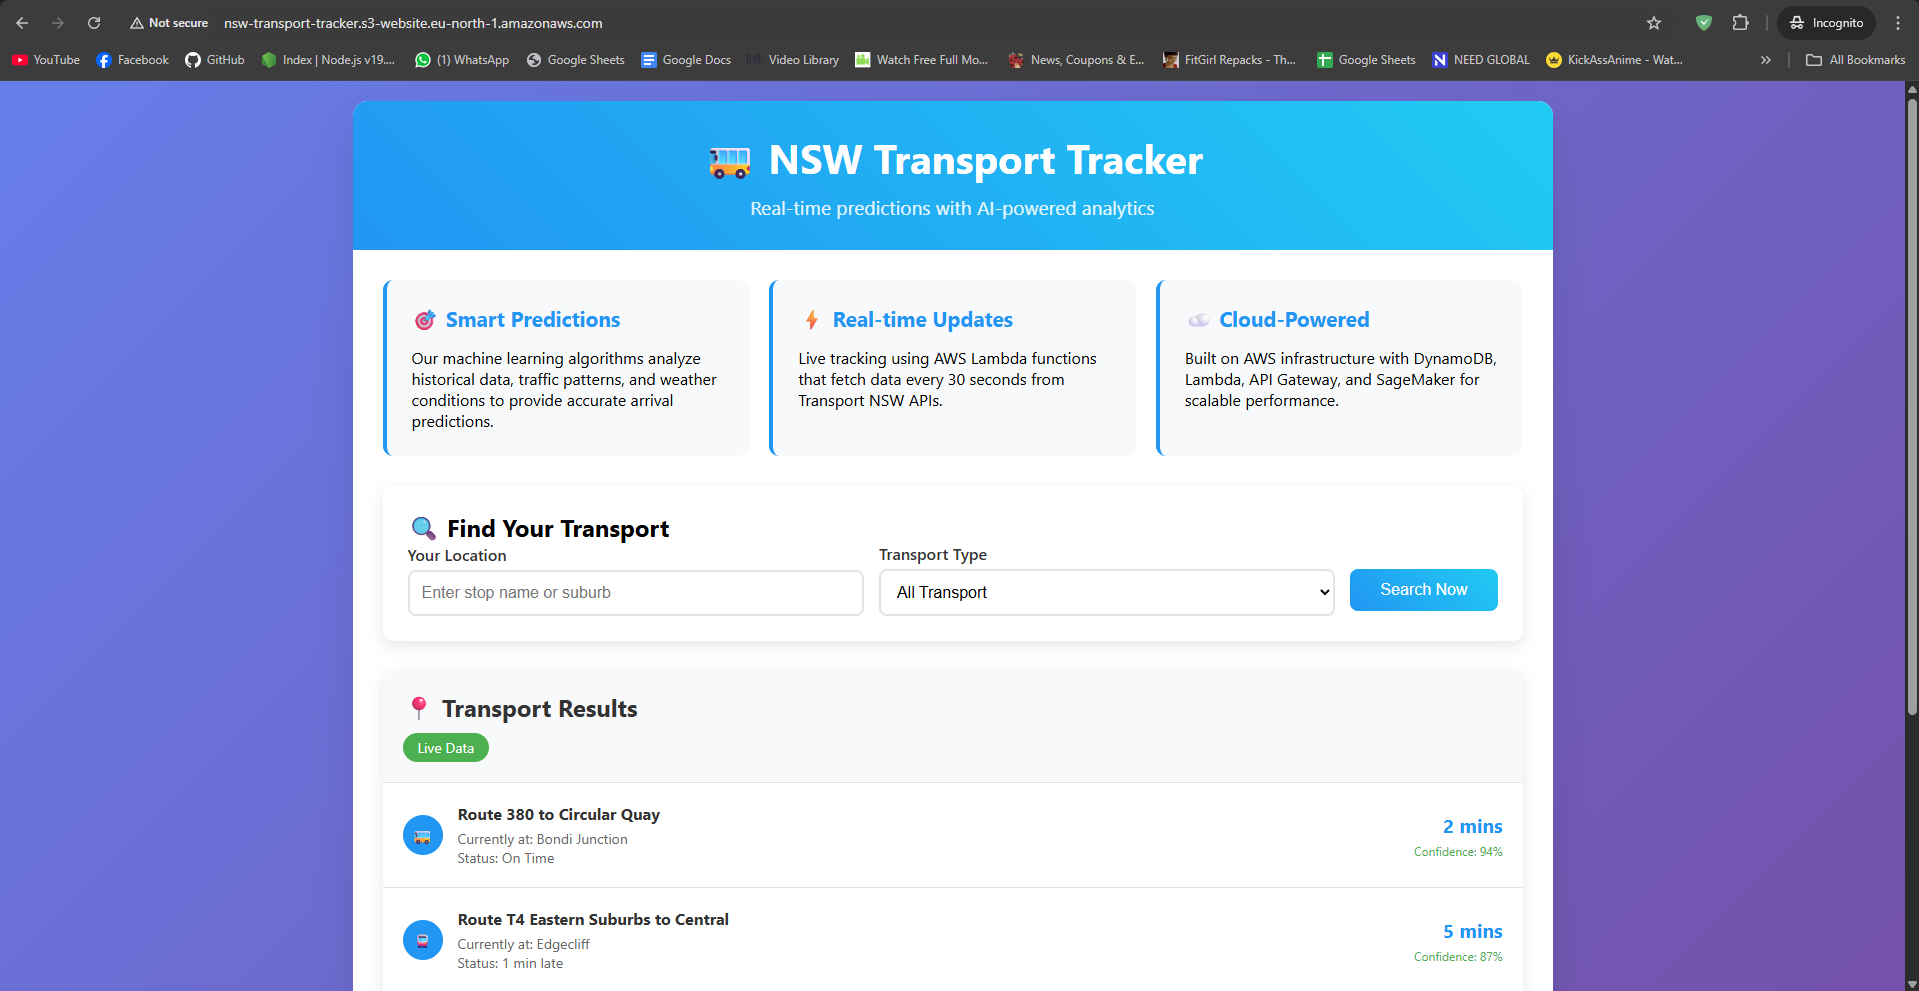 Not secure
nsw-transport-tracker.s3-website.eu-north-1.amazonaws.com
Incognito
YouTube
Facebook
GitHub
Index | Node.js v19....
(1) WhatsApp
Google Sheets
Google Docs
Video Library
Watch Free Full Mo...
News, Coupons & E...
FitGirl Repacks - Th...
Google Sheets
NEED GLOBAL
KickAssAnime - Wat...
All Bookmarks
NSW Transport Tracker
Real-time predictions with AI-powered analytics
Smart Predictions
Our machine learning algorithms analyze
historical data, traffic patterns, and weather
conditions to provide accurate arrival
predictions.
Real-time Updates
Live tracking using AWS Lambda functions
that fetch data every 30 seconds from
Transport NSW APIs.
Cloud-Powered
Built on AWS infrastructure with DynamoDB,
Lambda, API Gateway, and SageMaker for
scalable performance.
Find Your Transport
Your Location
Enter stop name or suburb
Transport Type
All Transport
Search Now
Transport Results
Live Data
Route 380 to Circular Quay
Currently at: Bondi Junction
Status: On Time
2 mins
Confidence: 94%
Route T4 Eastern Suburbs to Central
Currently at: Edgecliff
Status: 1 min late
5 mins
Confidence: 87%